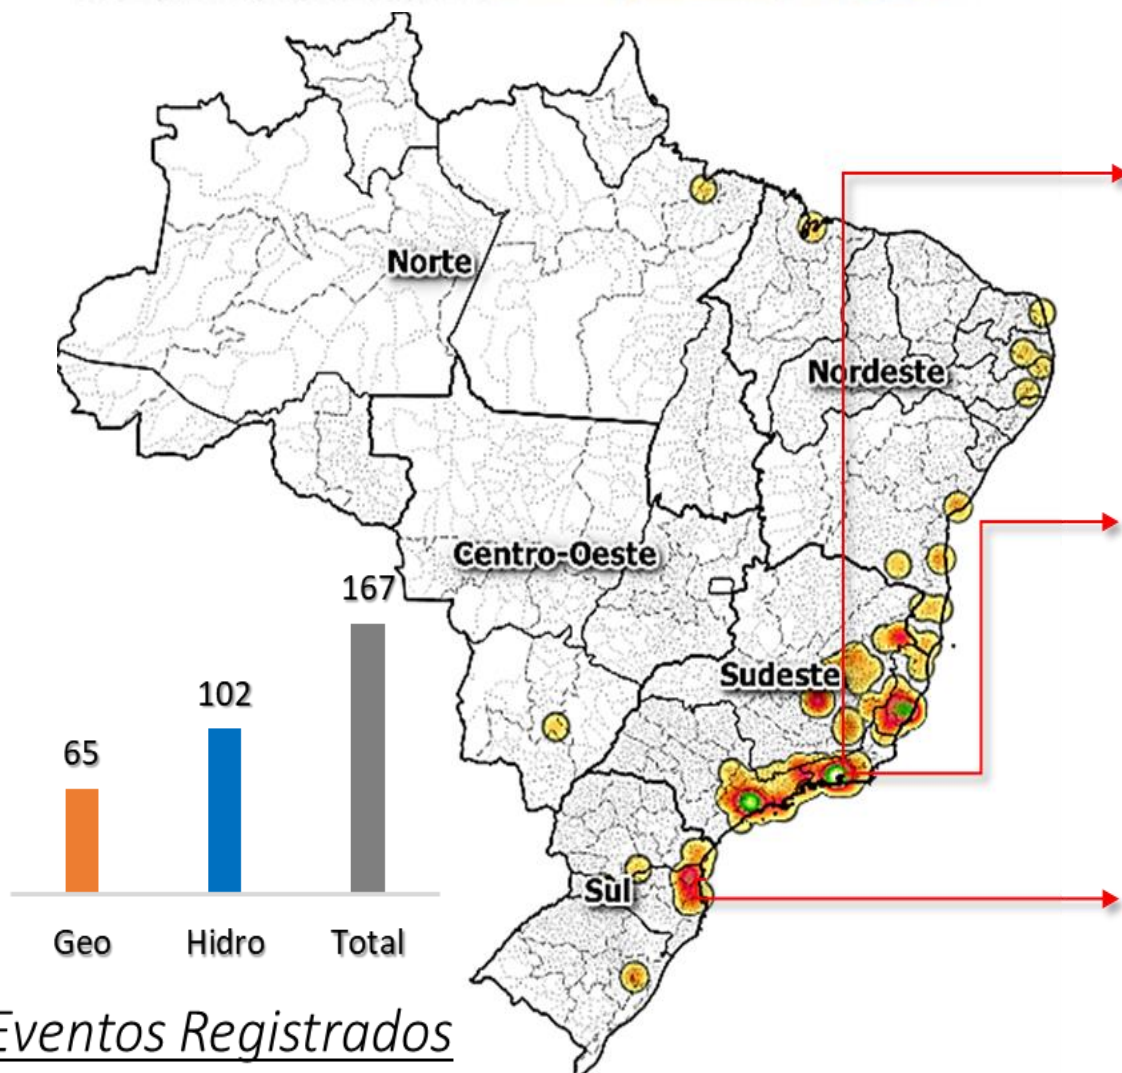 Norte
Nordeste
Centro-Oeste
Sudeste
Sul
167
102
65
Geo
Hidro
Total
Eventos Registrados